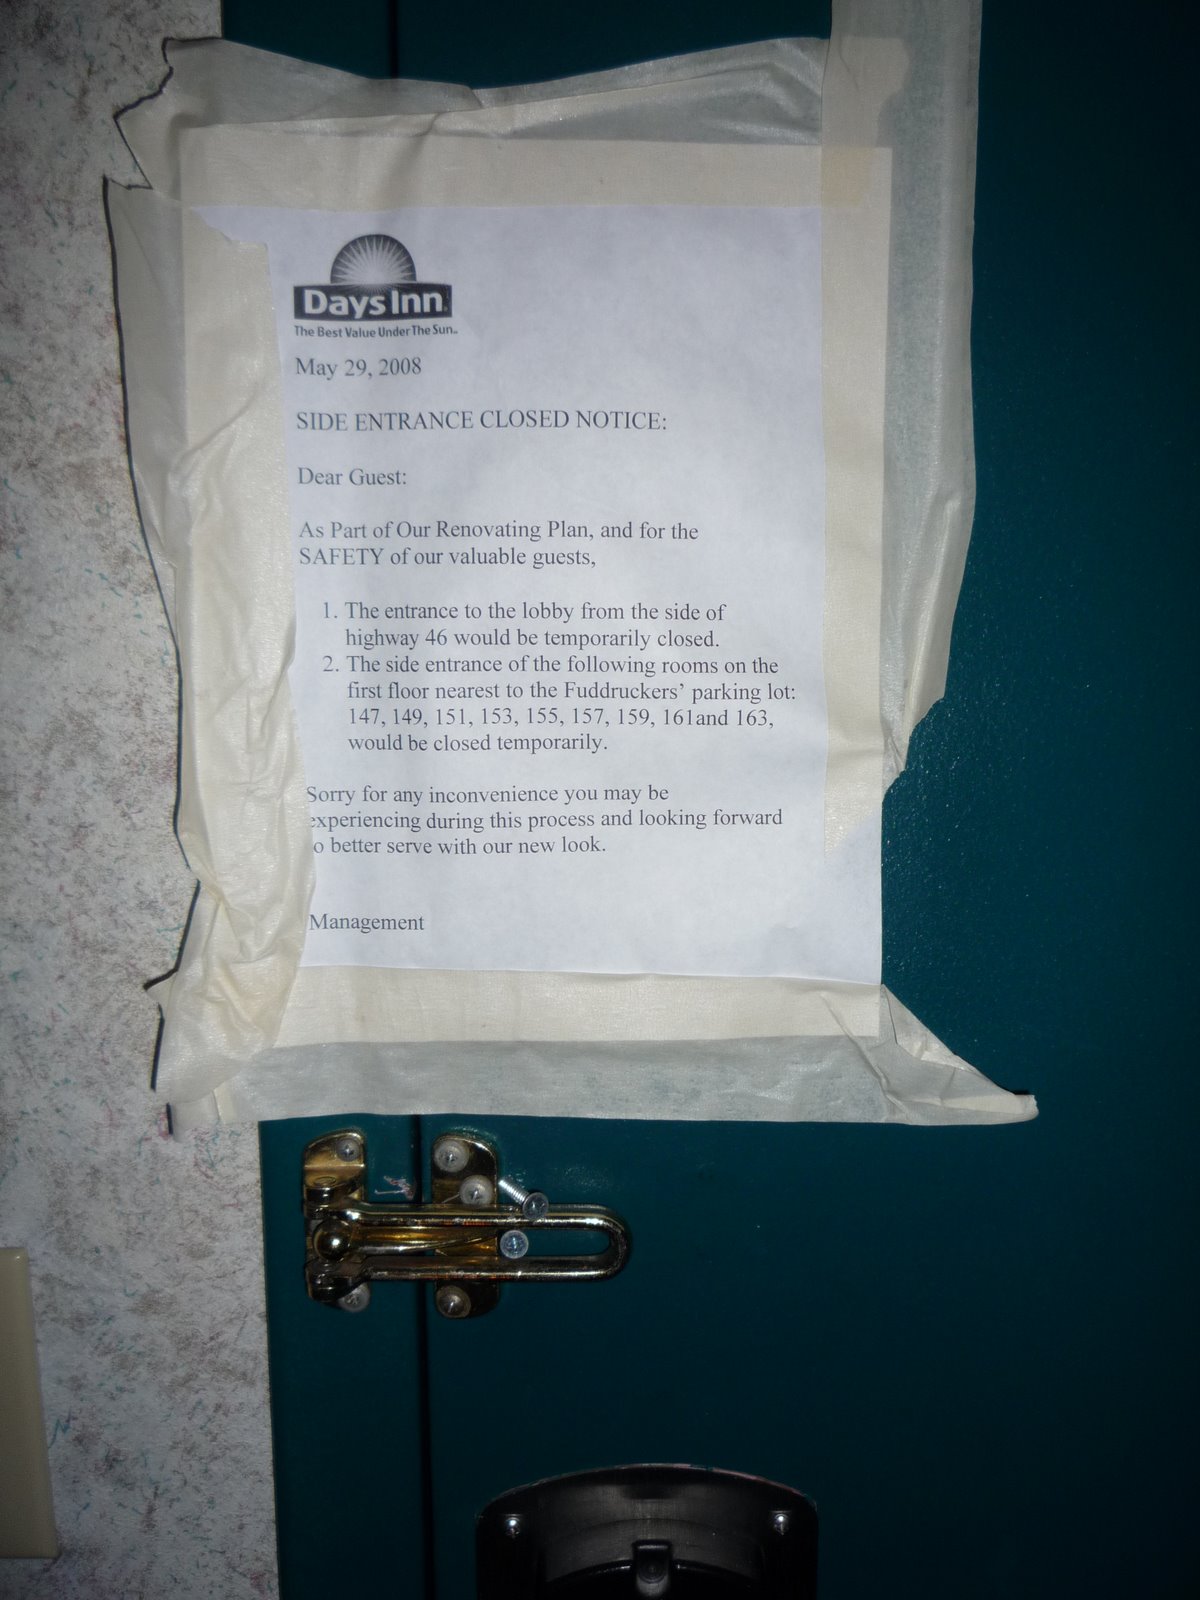 Days Inn
The Best Value Under The Sun.
May 29, 2008
SIDE ENTRANCE CLOSED NOTICE:
Dear Guest:
As Part of Our Renovating Plan, and for the
SAFETY of our valuable guests,
1. The entrance to the lobby from the side of
highway 46 would be temporarily closed.
2. The side entrance of the following rooms on the
first floor nearest to the Fuddruckers’ parking lot:
147, 149, 151, 153, 155, 157, 159, 161and 163,
would be closed temporarily.
Sorry for any inconvenience you may be
experiencing during this process and looking forward
o better serve with our new look.
Management